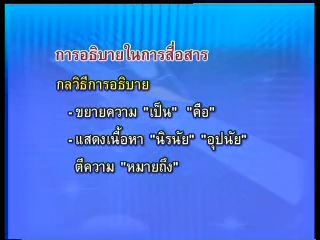 การอธิบายในการสื่อสาร
กลวิธีการอธิบาย
- ขยายความ "เป็น" "คือ"
- แสดงเนื้อหา "นิรนัย" "อุปนัย"
ตีความ "หมายถึง"